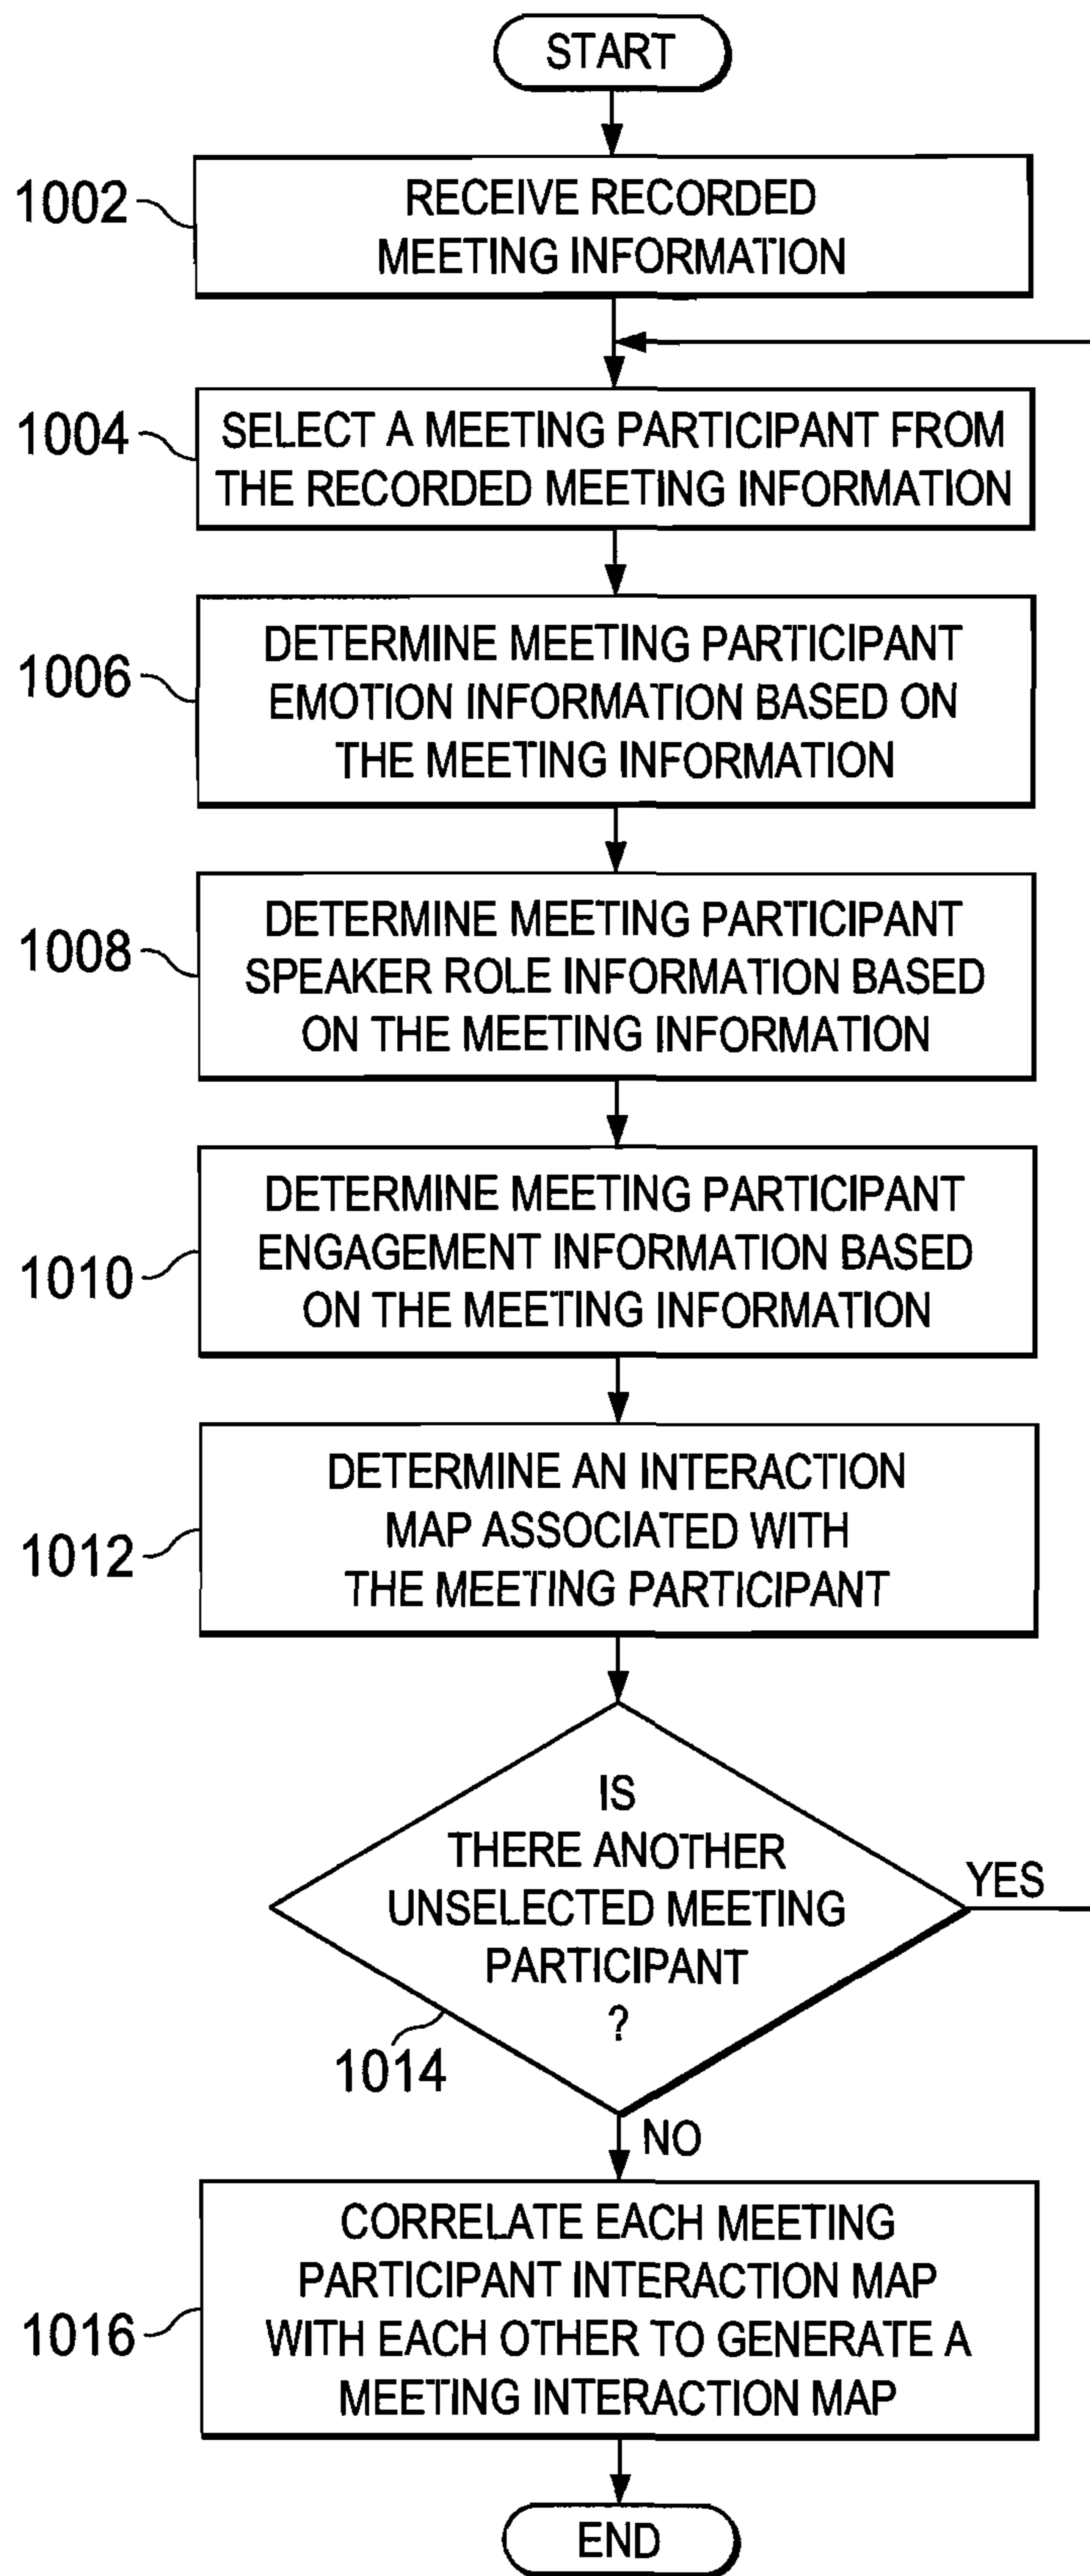 START
1002
RECEIVE RECORDED
MEETING INFORMATION
1004
SELECT A MEETING PARTICIPANT FROM
THE RECORDED MEETING INFORMATION
1006
DETERMINE MEETING PARTICIPANT
EMOTION INFORMATION BASED ON
THE MEETING INFORMATION
1008
DETERMINE MEETING PARTICIPANT
SPEAKER ROLE INFORMATION BASED
ON THE MEETING INFORMATION
1010
DETERMINE MEETING PARTICIPANT
ENGAGEMENT INFORMATION BASED
ON THE MEETING INFORMATION
1012
DETERMINE AN INTERACTION
MAP ASSOCIATED WITH
THE MEETING PARTICIPANT
IS
THERE ANOTHER
UNSELECTED MEETING
PARTICIPANT
?
YES
1014
NO
1016
CORRELATE EACH MEETING
PARTICIPANT INTERACTION MAP
WITH EACH OTHER TO GENERATE A
MEETING INTERACTION MAP
END